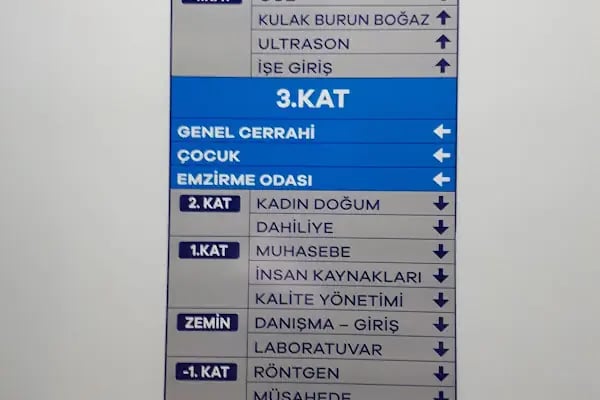 KULAK BURUN BOĞAZ ↑
ULTRASON ↑
İŞE GİRİŞ ↑
3.KAT
GENEL CERRAHİ ←
ÇOCUK ←
EMZİRME ODASI ←
2. KAT KADIN DOĞUM ↓
DAHİLİYE ↓
1.KAT MUHASEBE ↓
İNSAN KAYNAKLARI ↓
KALİTE YÖNETİMİ ↓
ZEMİN DANIŞMA – GİRİŞ ↓
LABORATUVAR ↓
-1. KAT RÖNTGEN ↓
MÜŞAHEDE ↓